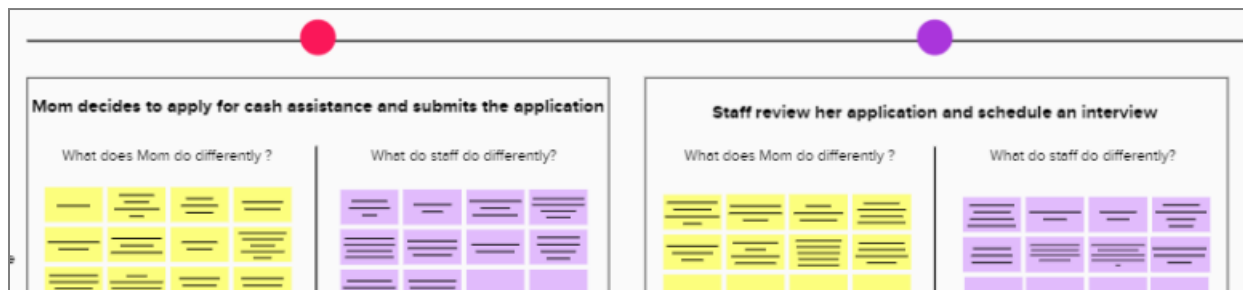 Mom decides to apply for cash assistance and submits the application
What does Mom do differently ?
What do staff do differently?
Staff review her application and schedule an interview
What does Mom do differently ?
What do staff do differently?